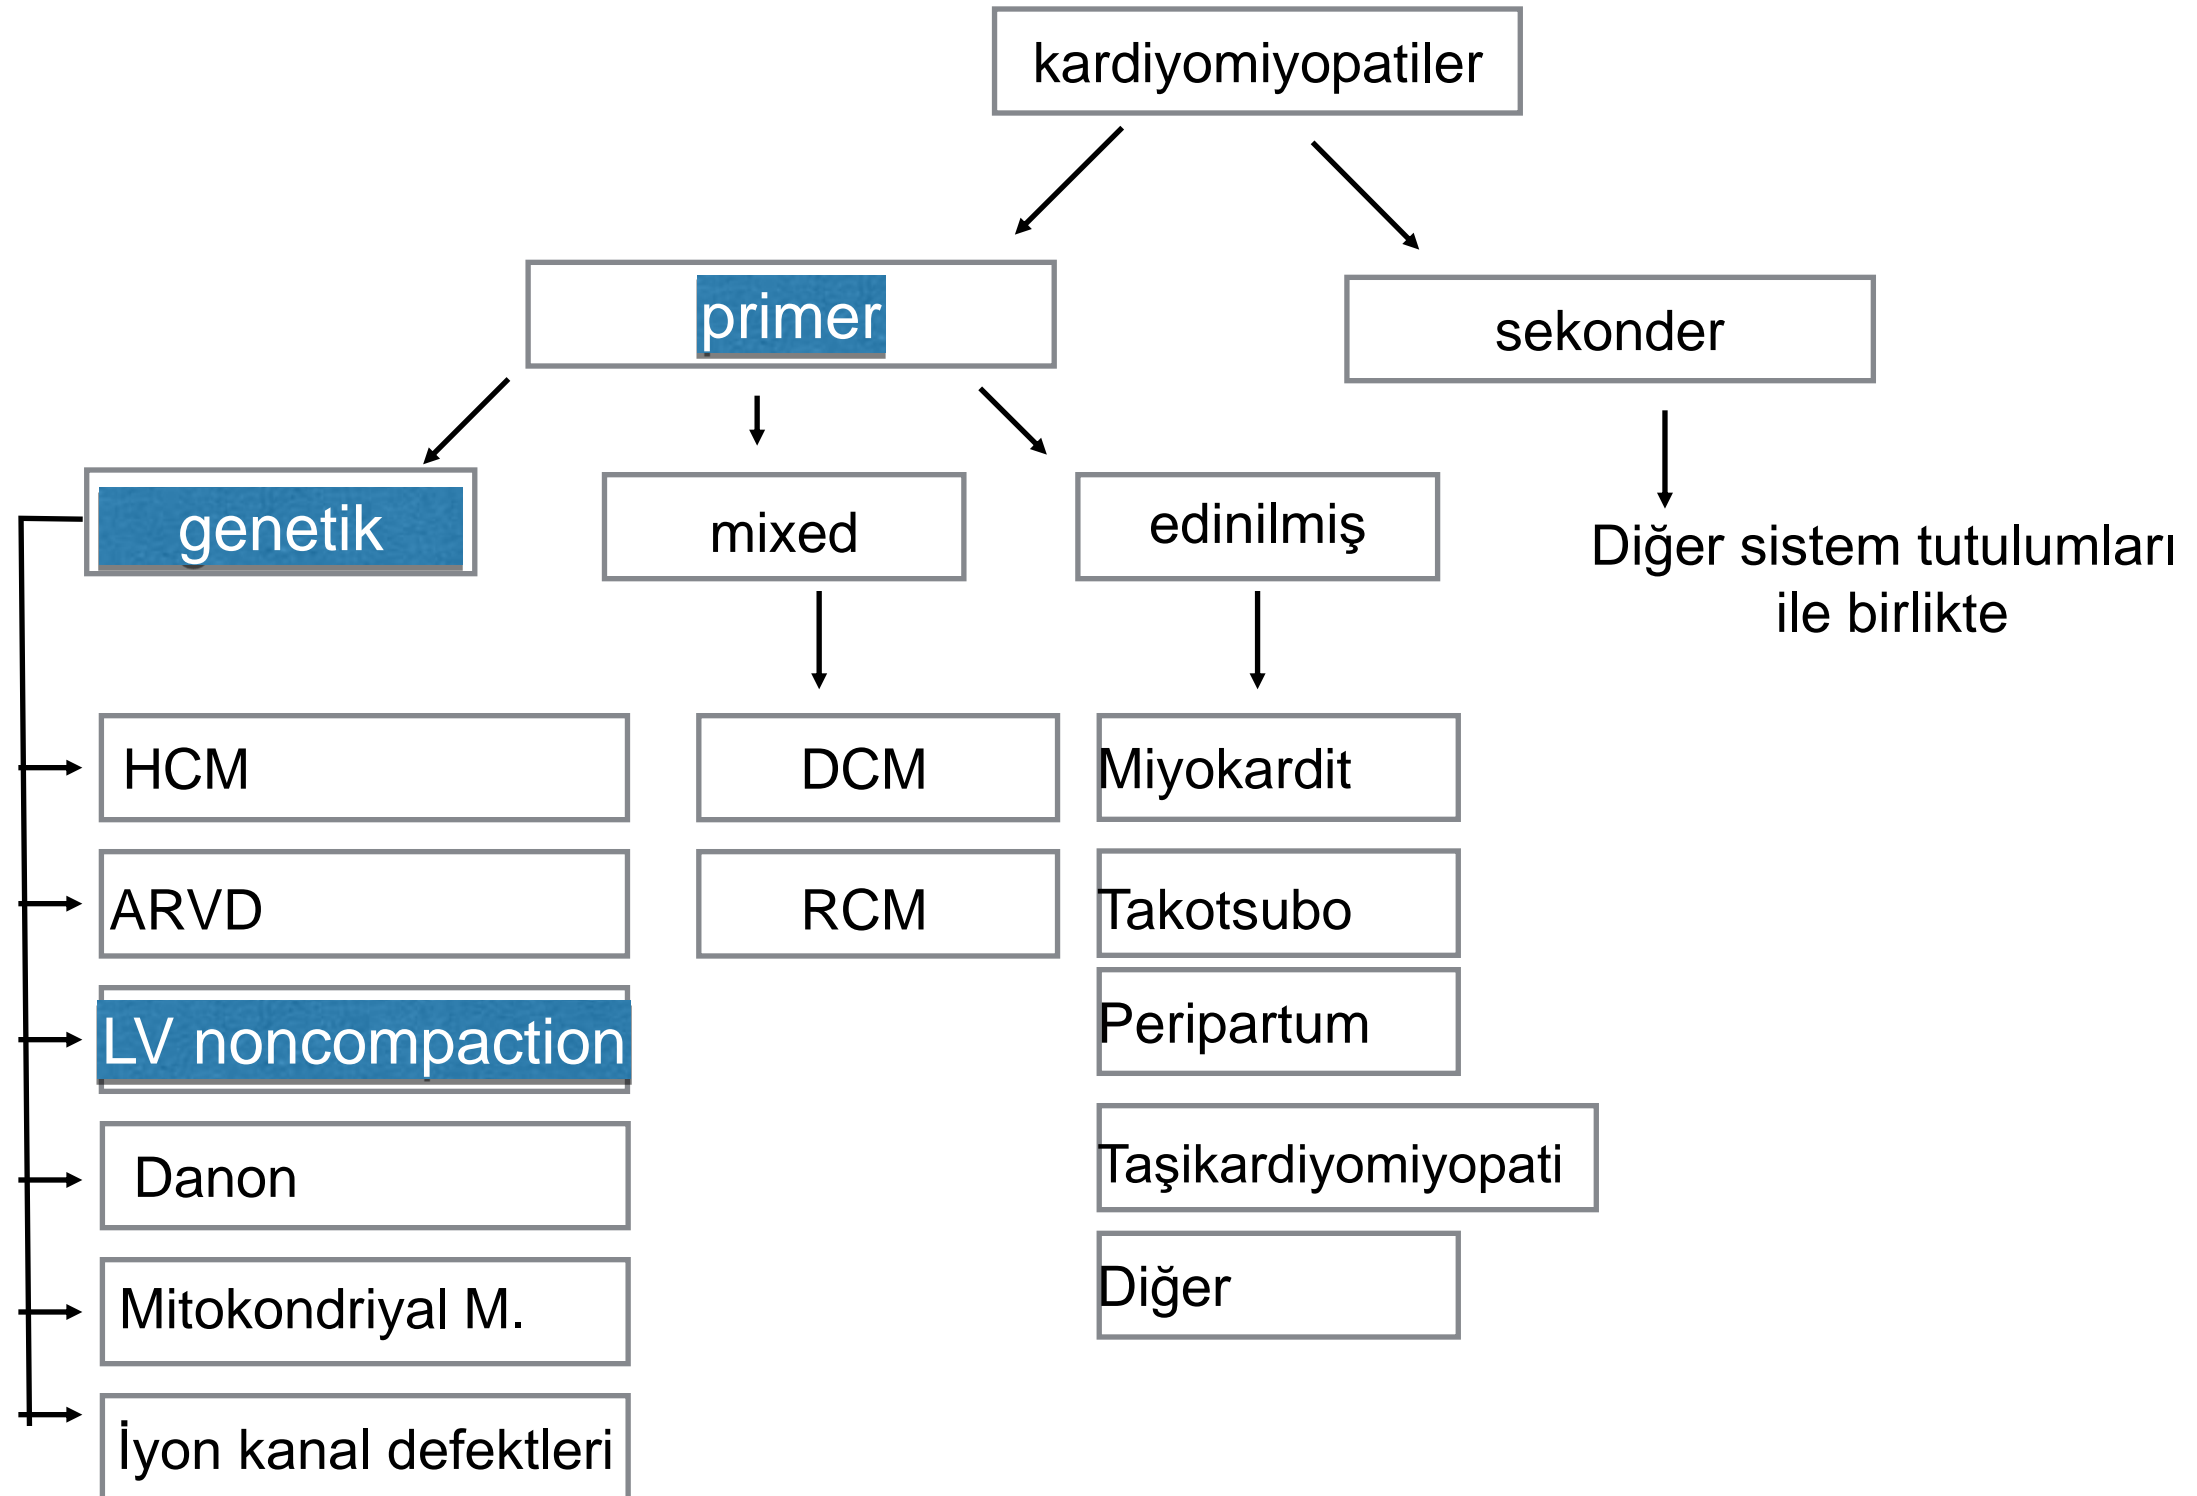 kardiyomiyopatiler
primer
sekonder
genetik
mixed
edinilmiş
Diğer sistem tutulumları
ile birlikte
HCM
DCM
Miyokardit
ARVD
RCM
Takotsubo
LV noncompaction
Peripartum
Danon
Taşikardiyomiyopati
Mitokondriyal M.
Diğer
İyon kanal defektleri